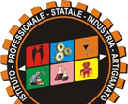 ISTITUTO - PROFESSIONALE - STATALE - INDUSTRIA - ARTIGIANATO